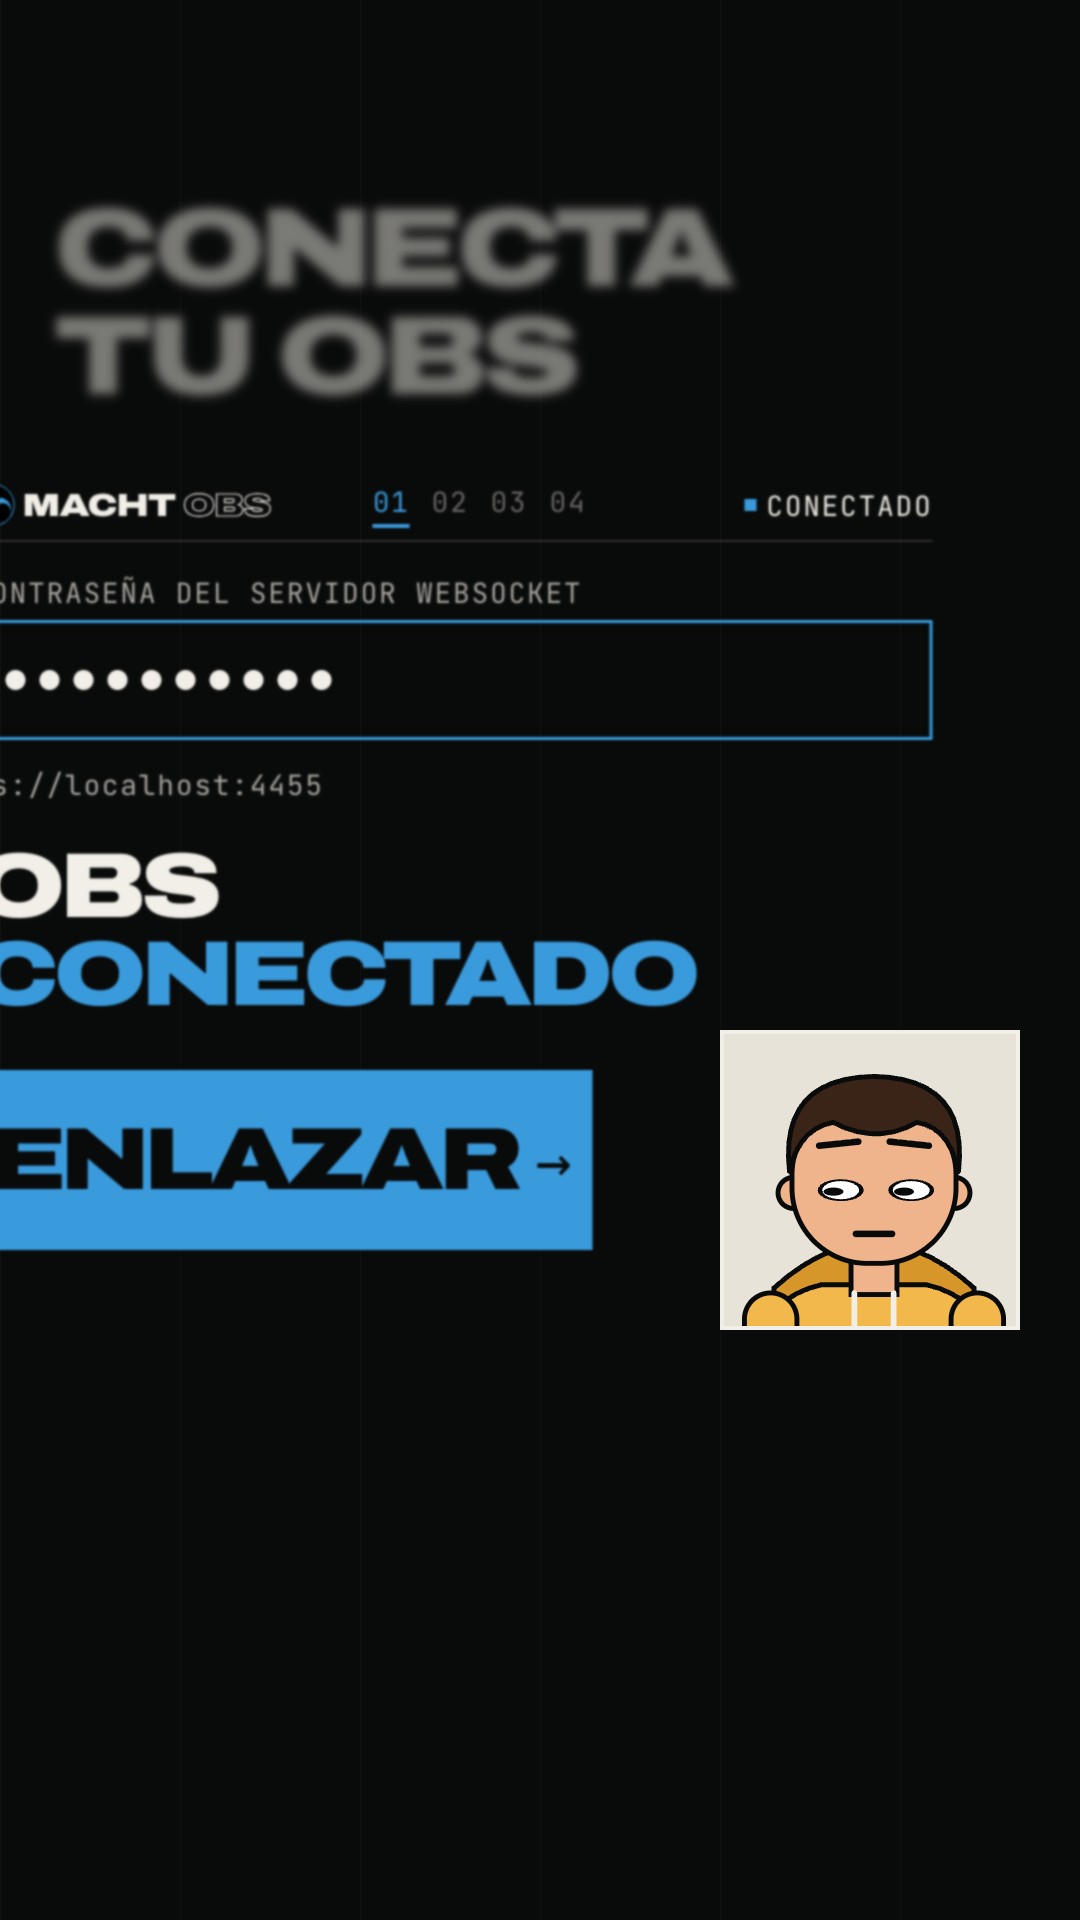 CONECTA
TU OBS
MACHT OBS 01 02 03 04 CONECTADO
ONTRASEÑA DEL SERVIDOR WEBSOCKET
s://localhost:4455
OBS
CONECTADO
ENLAZAR →